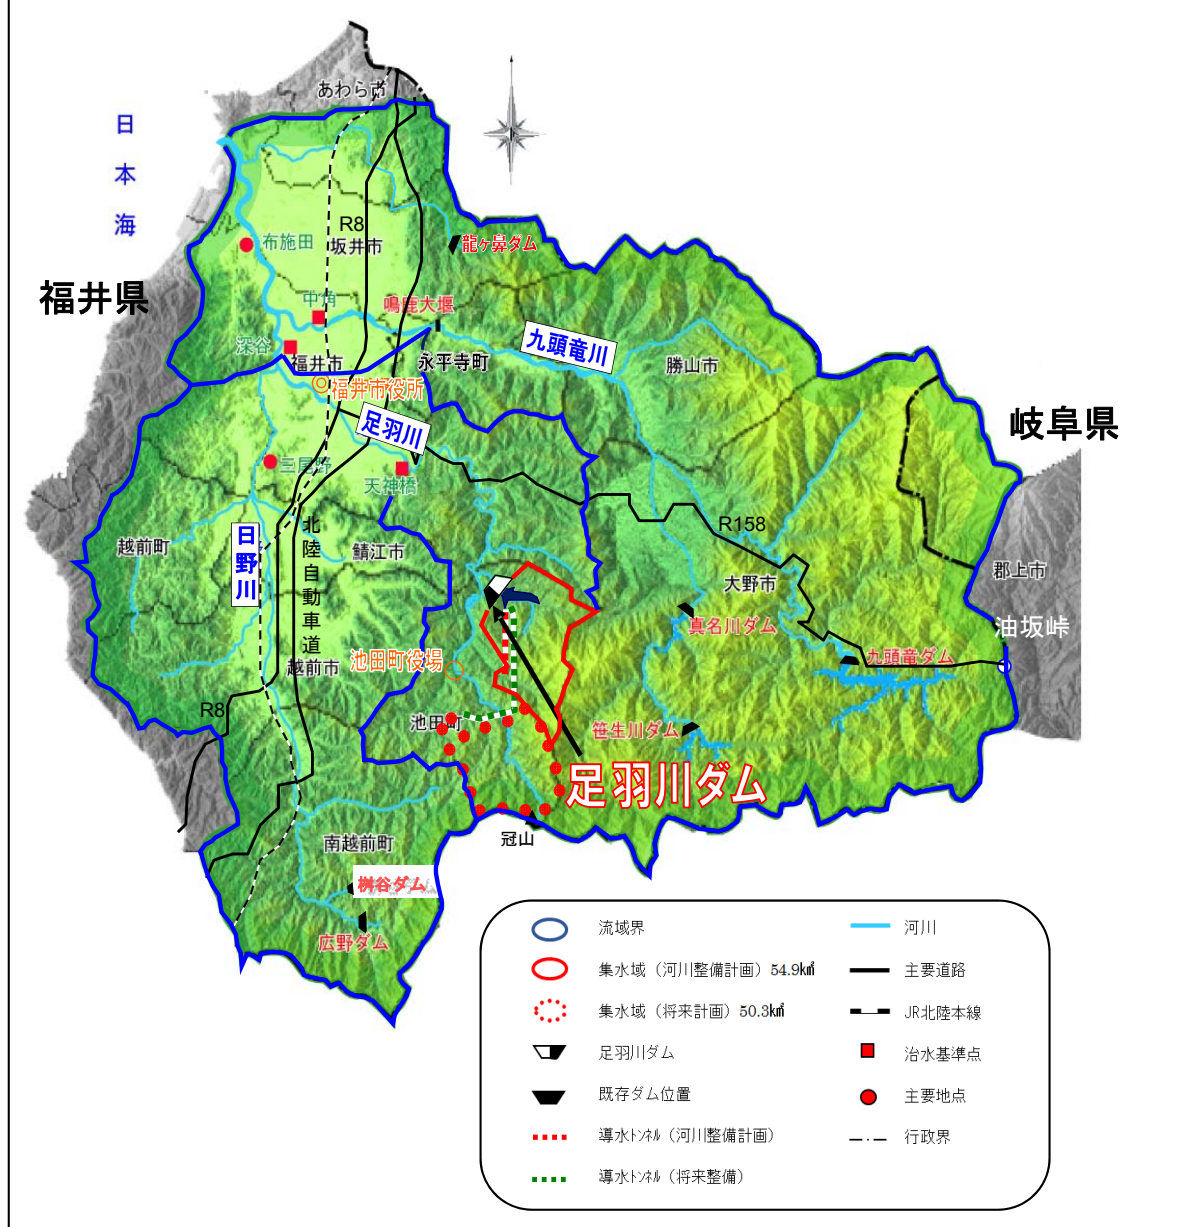 あわら市
日本海
R8
布施田
坂井市
龍ヶ鼻ダム
福井県
中角
鳴鹿大堰
深谷
福井市
永平寺町
九頭竜川
勝山市
福井市役所
足羽川
岐阜県
三尾野
天神橋
R158
越前町
日野川
北陸自動車道
鯖江市
大野市
郡上市
真名川ダム
油坂峠
池田町役場
越前市
九頭竜ダム
R8
池田町
笹生川ダム
足羽川ダム
冠山
南越前町
桝谷ダム
広野ダム
流域界
河川
集水域（河川整備計画）54.9k㎡
主要道路
集水域（将来計画）50.3k㎡
JR北陸本線
足羽川ダム
治水基準点
既存ダム位置
主要地点
導水ﾄﾝﾈﾙ（河川整備計画）
行政界
導水ﾄﾝﾈﾙ（将来整備）